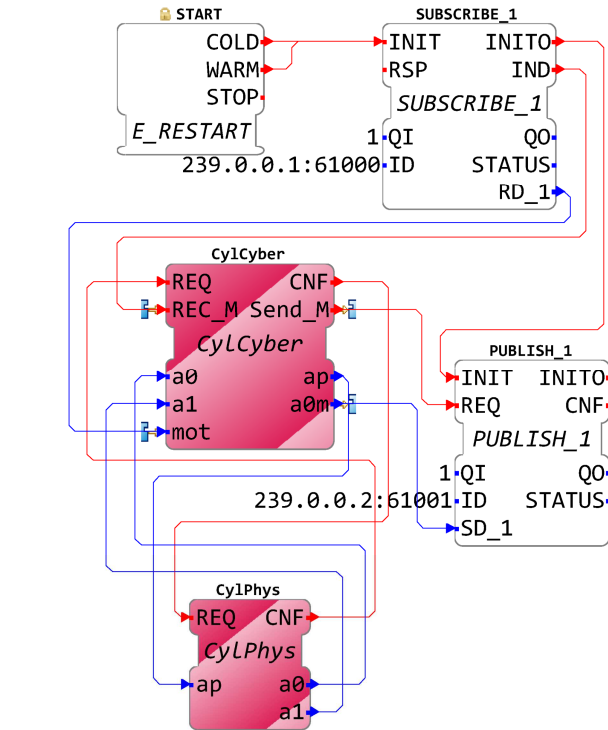 START
COLD
WARM
STOP
E_RESTART
SUBSCRIBE_1
INIT INITO
RSP IND
SUBSCRIBE_1
1 QI QO
239.0.0.1:61000 ID STATUS
RD_1
CylCyber
REQ CNF
REC_M Send_M
CylCyber
a0 ap
a1 a0m
mot
PUBLISH_1
INIT INITO
REQ CNF
PUBLISH_1
1 QI QO
239.0.0.2:61001 ID STATUS
SD_1
CylPhys
REQ CNF
CylPhys
ap a0
a1